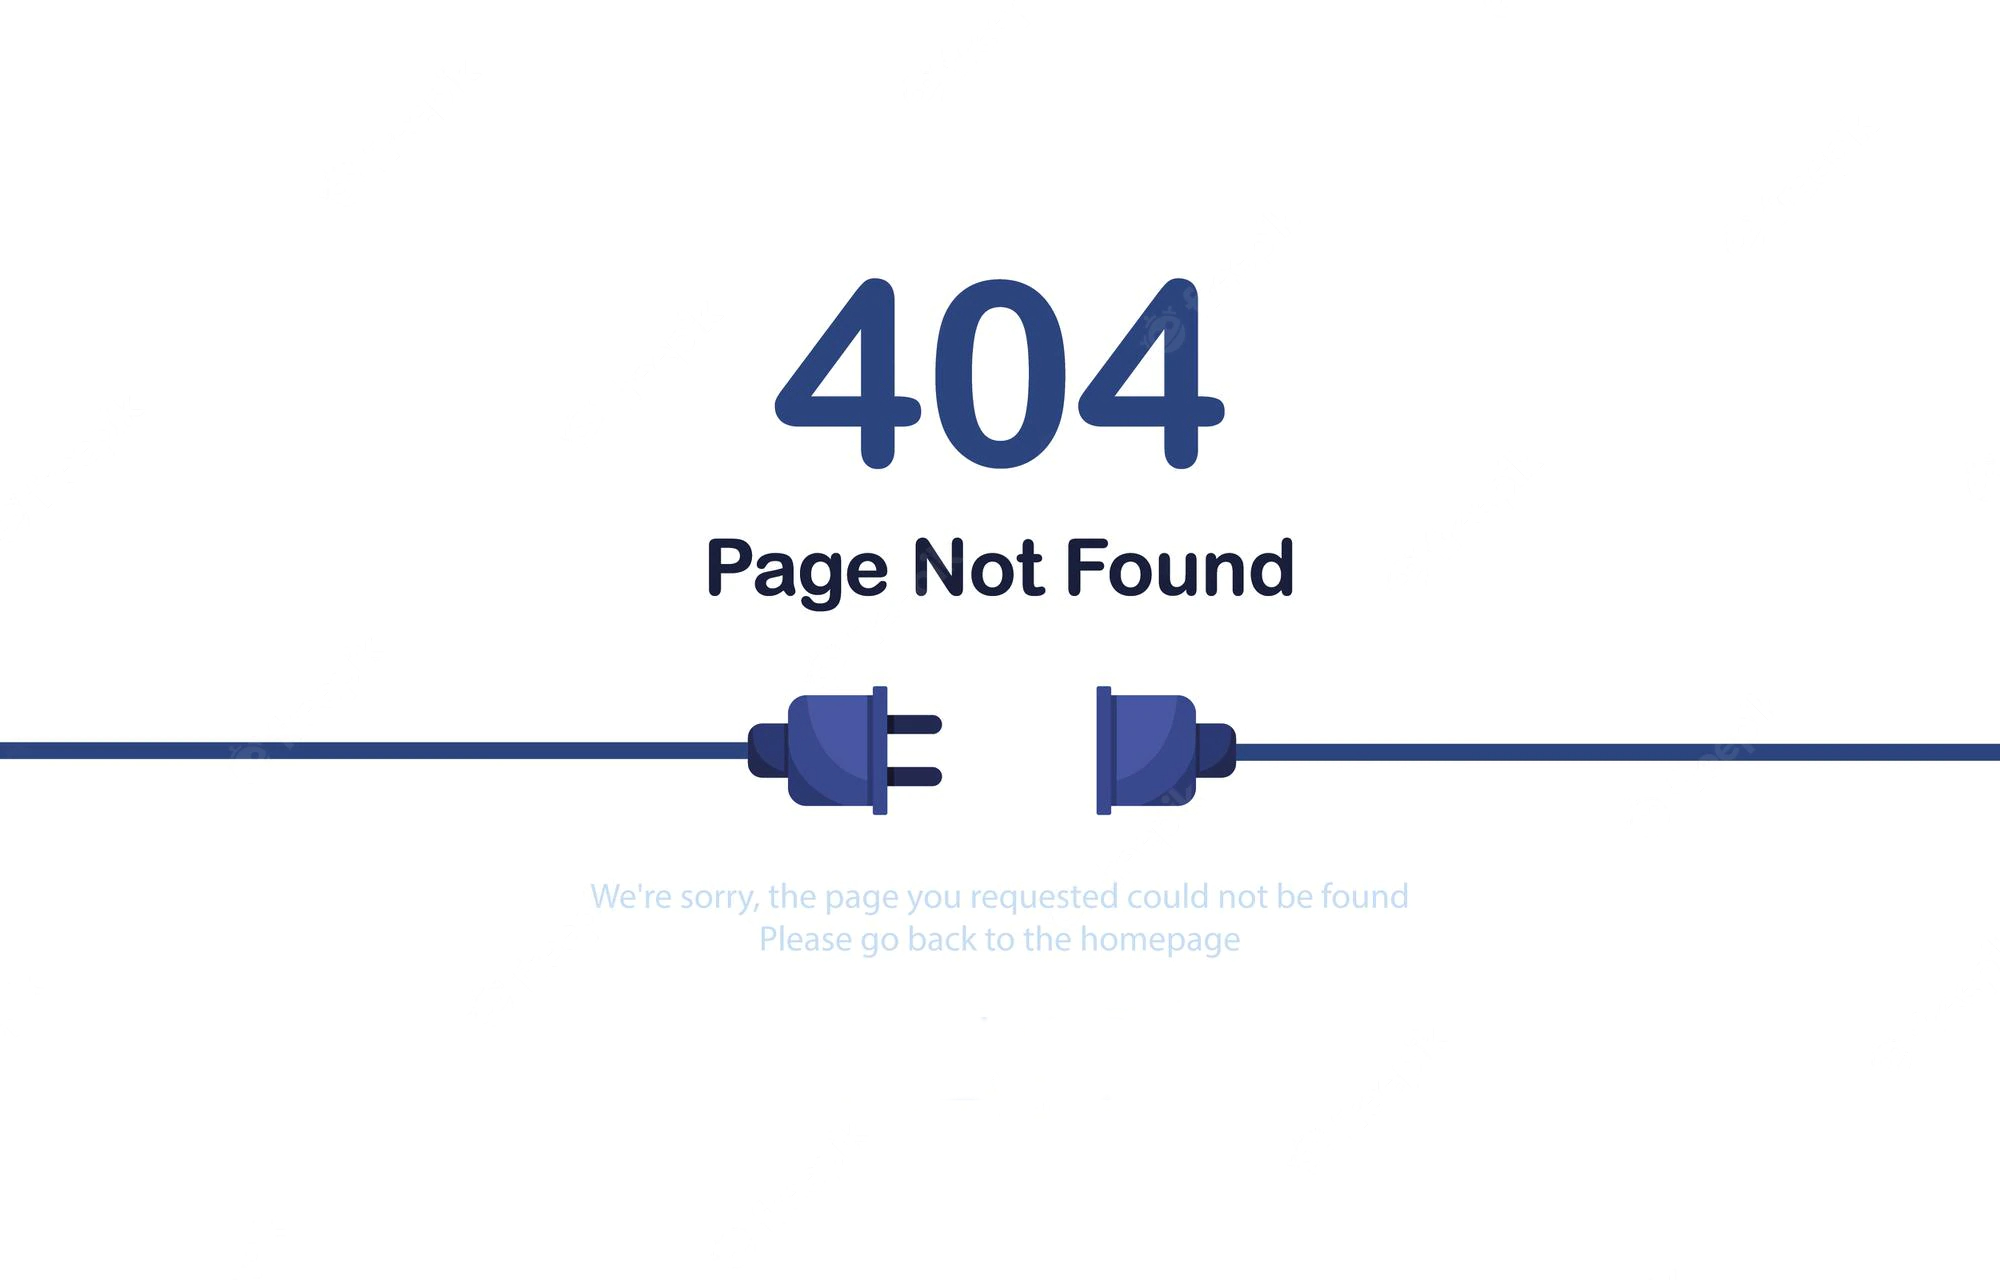 404
Page Not Found
We're sorry, the page you requested could not be found
Please go back to the homepage